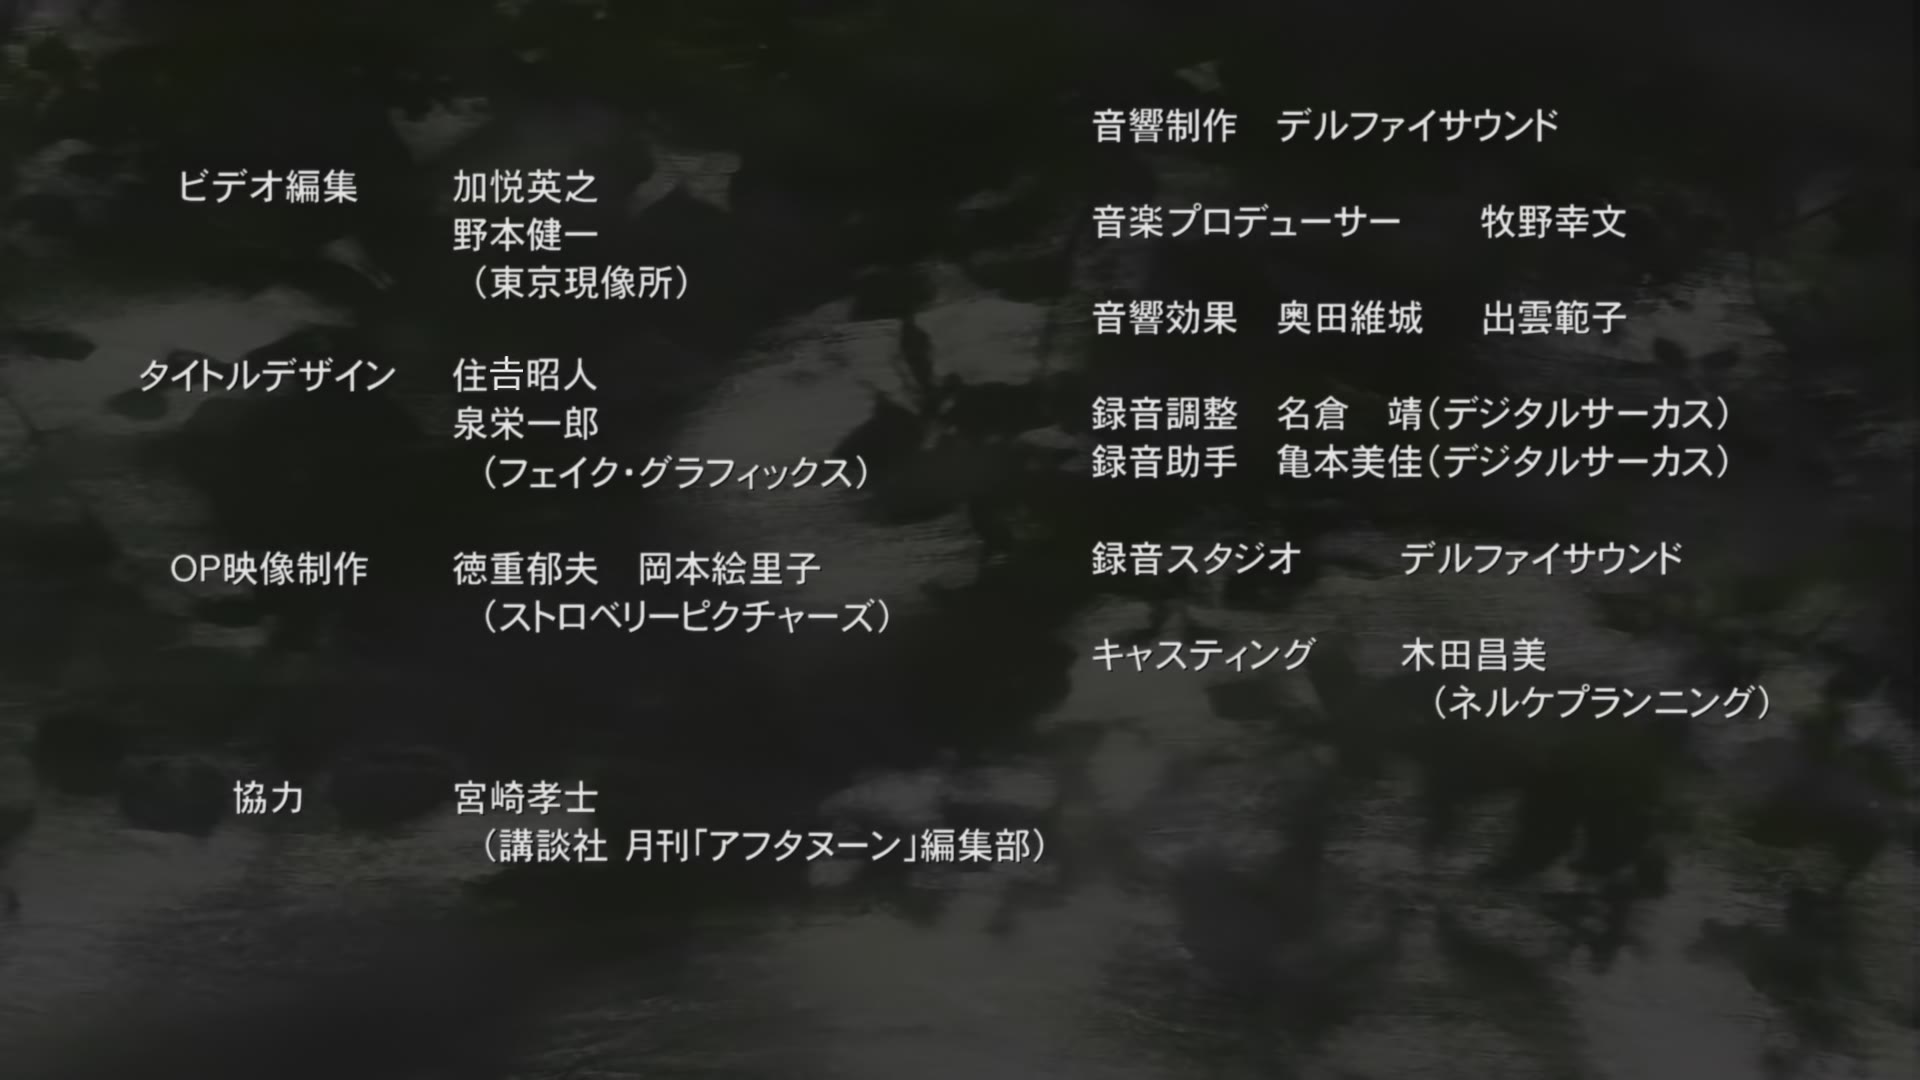 ビデオ編集　加悦英之
野本健一
（東京現像所）
タイトルデザイン　住𠮷昭人
泉栄一郎
（フェイク・グラフィックス）
OP映像制作　徳重郁夫　岡本絵里子
（ストロベリーピクチャーズ）
協力　宮崎孝士
（講談社 月刊「アフタヌーン」編集部）
音響制作　デルファイサウンド
音楽プロデューサー　牧野幸文
音響効果　奥田維城　出雲範子
録音調整　名倉　靖（デジタルサーカス）
録音助手　亀本美佳（デジタルサーカス）
録音スタジオ　デルファイサウンド
キャスティング　木田昌美
（ネルケプランニング）